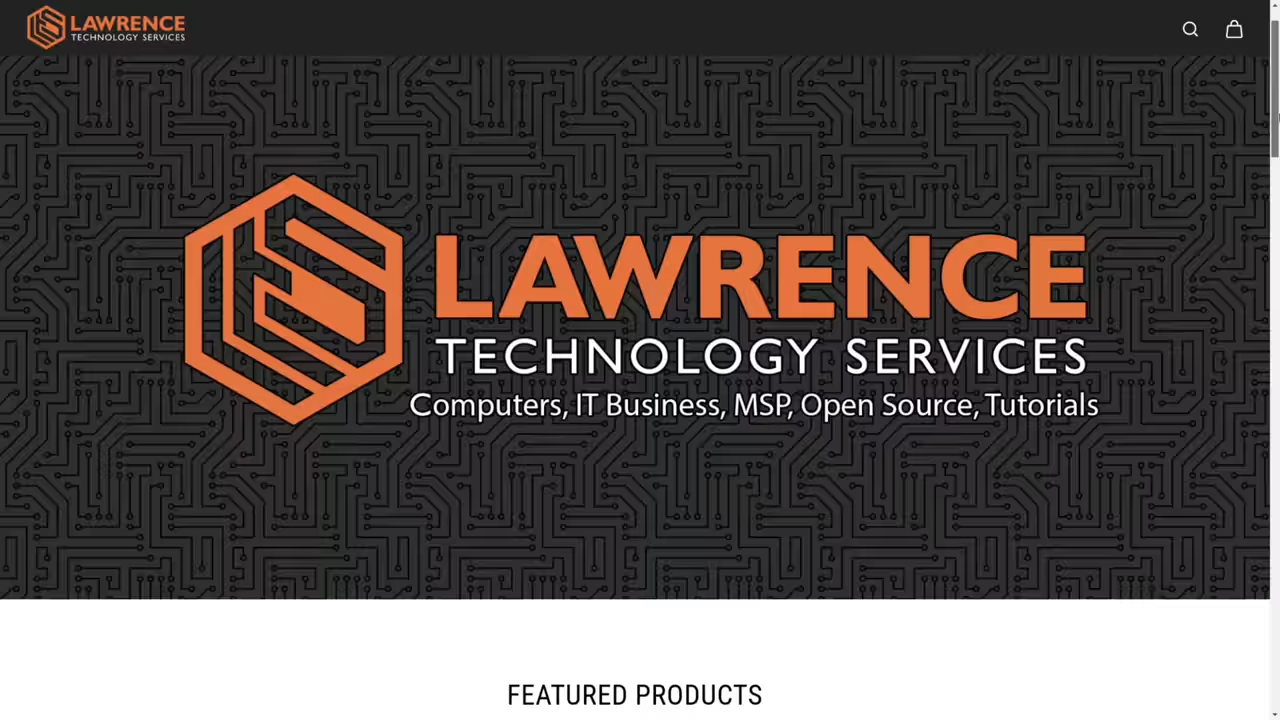 LAWRENCE
TECHNOLOGY SERVICES
LAWRENCE
TECHNOLOGY SERVICES
Computers, IT Business, MSP, Open Source, Tutorials
FEATURED PRODUCTS